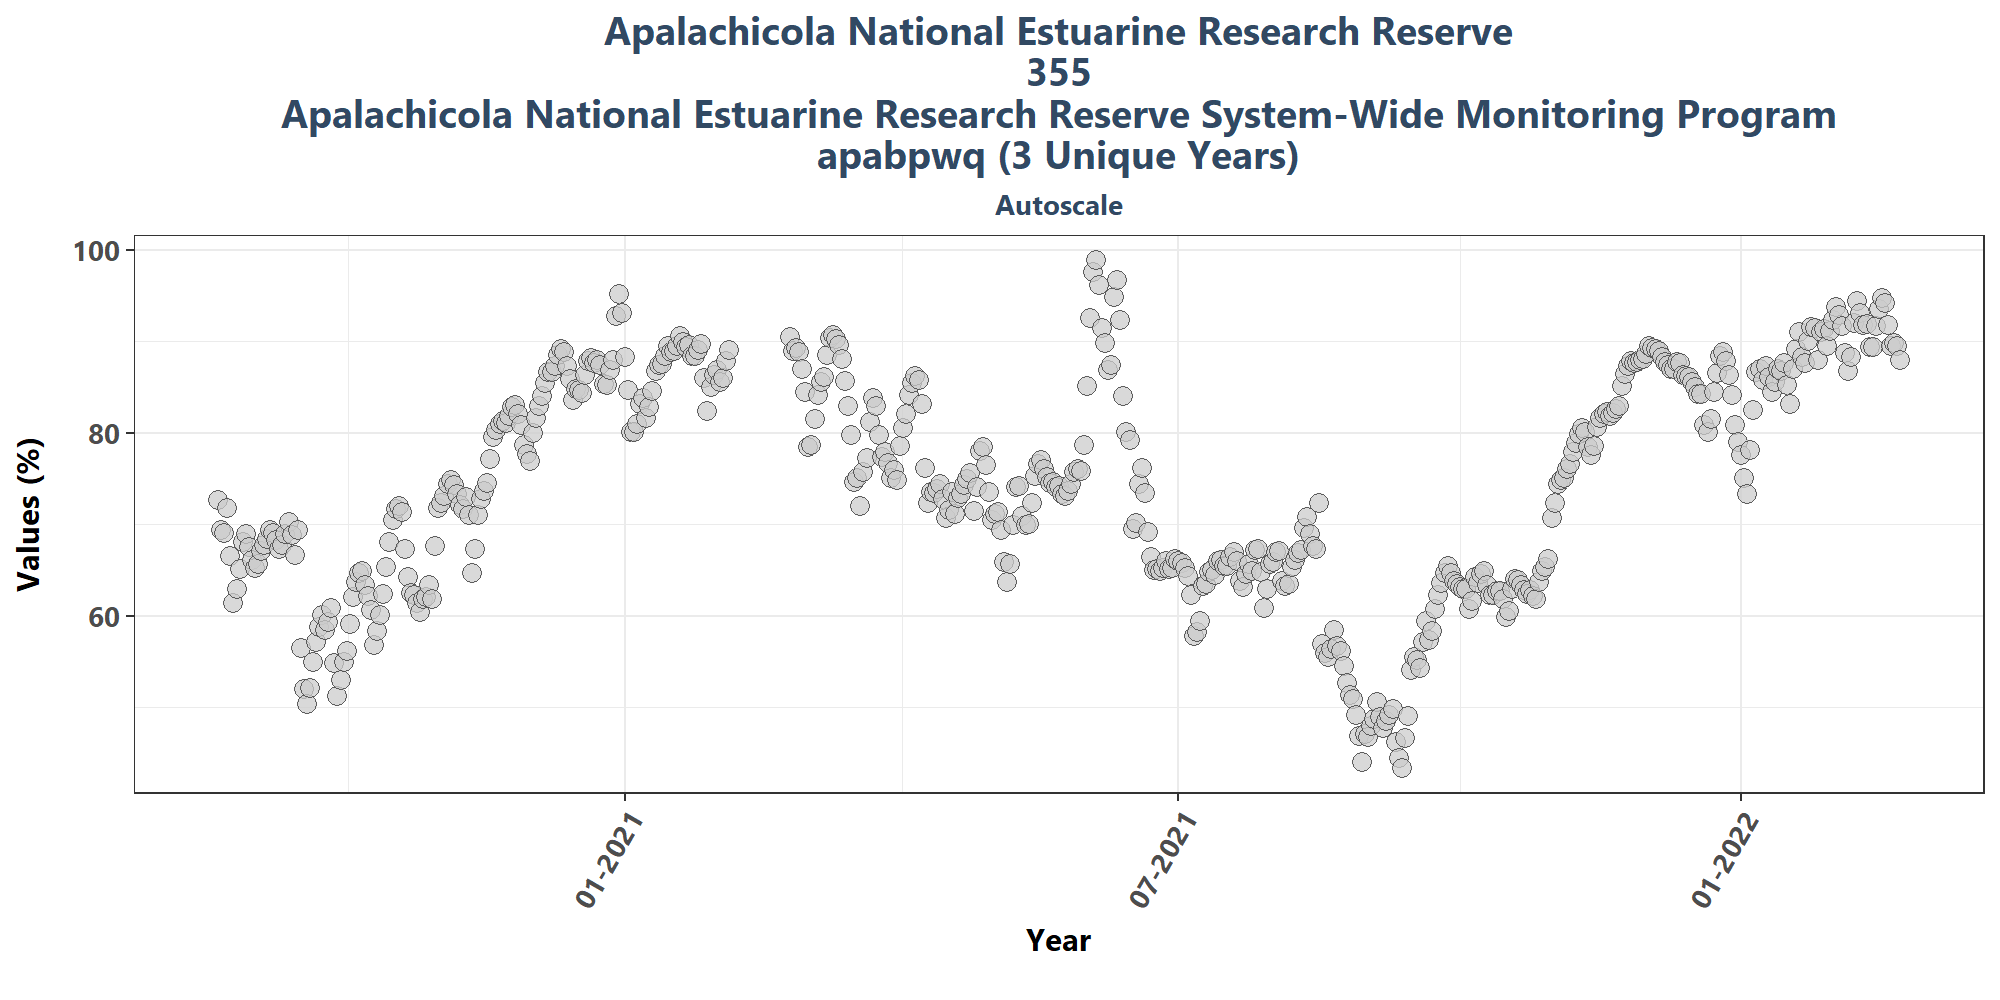 Apalachicola National Estuarine Research Reserve
355
Apalachicola National Estuarine Research Reserve System-Wide Monitoring Program
apabpwq (3 Unique Years)
Autoscale
100
80
60
Values (%)
01-2021
07-2021
01-2022
Year